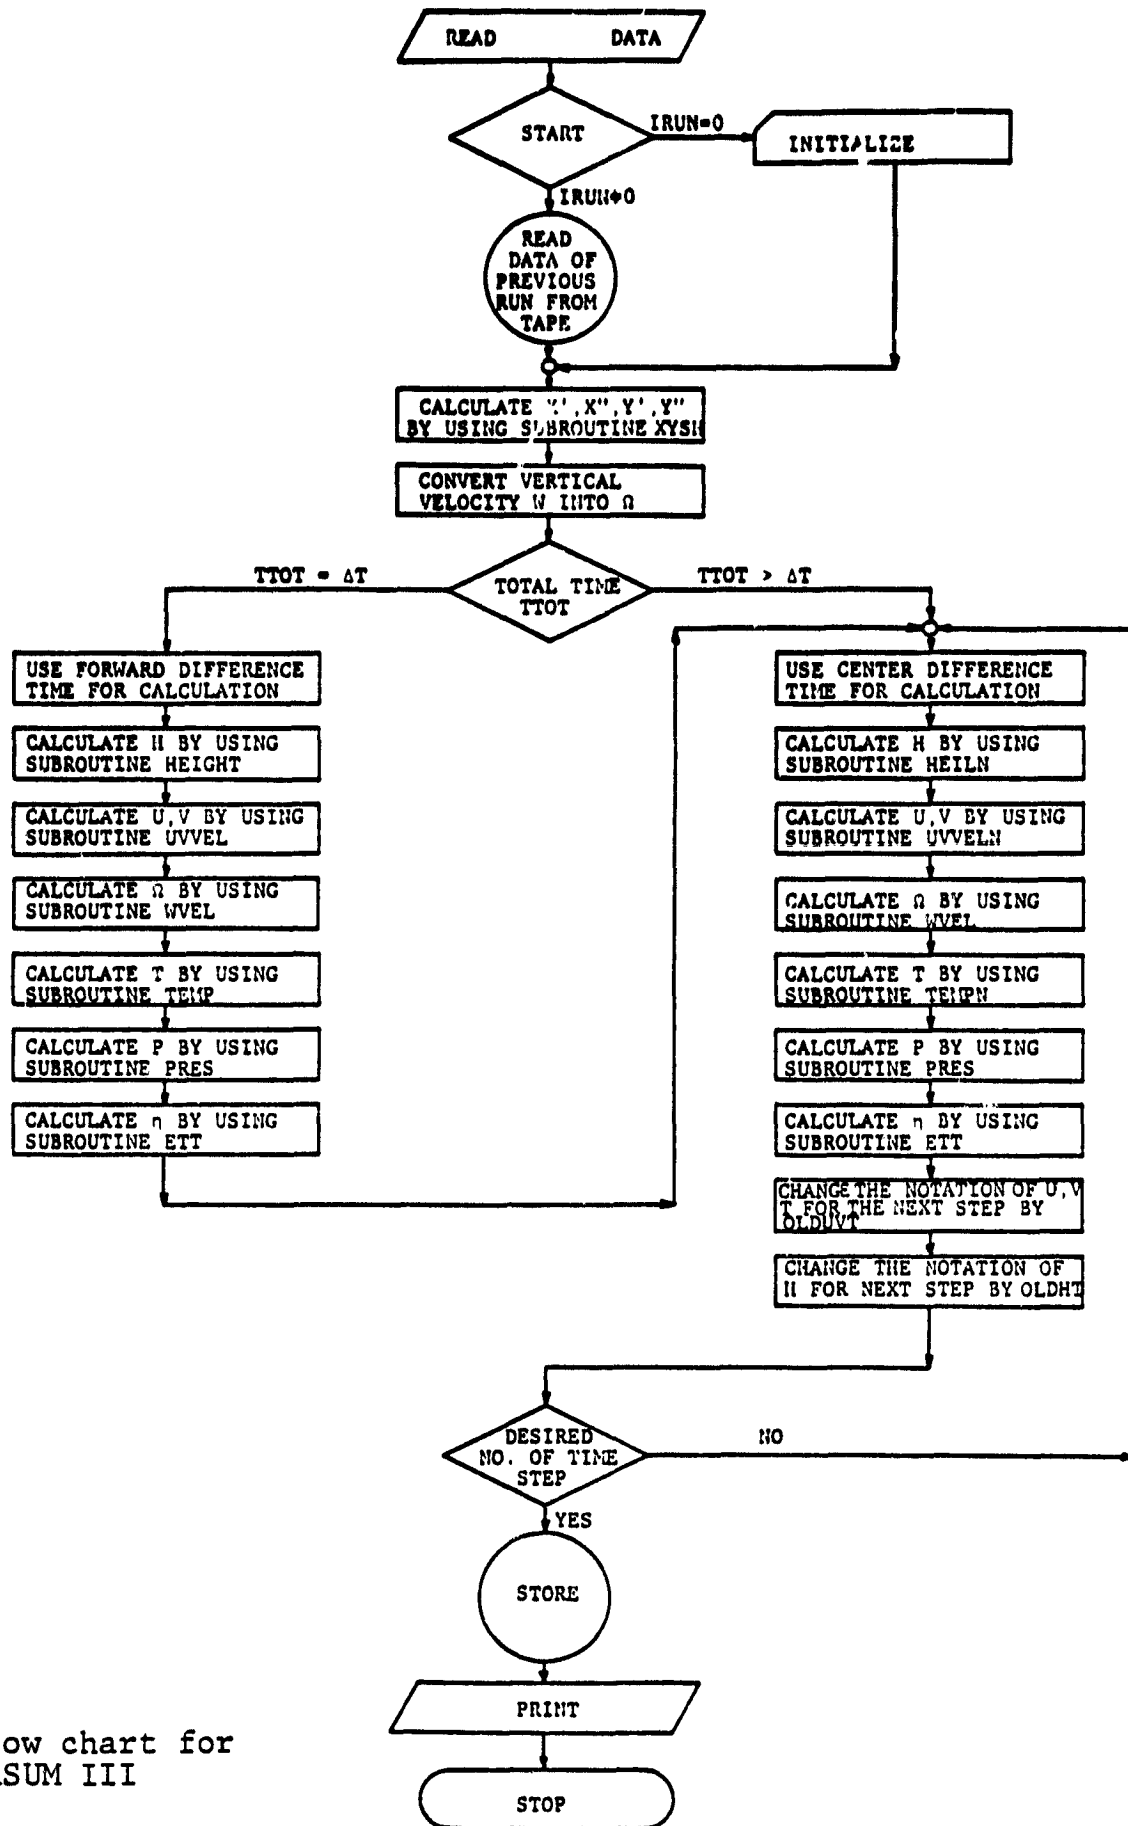 READ DATA
START
IRUN=0
INITIALIZE
IRUN≠0
READ
DATA OF
PREVIOUS
RUN FROM
TAPE
CALCULATE X',X",Y',Y"
BY USING SUBROUTINE XYSH
CONVERT VERTICAL
VELOCITY W INTO Ω
TOTAL TIME
TTOT
TTOT = ΔT
TTOT > ΔT
USE FORWARD DIFFERENCE
TIME FOR CALCULATION
CALCULATE H BY USING
SUBROUTINE HEIGHT
CALCULATE U,V BY USING
SUBROUTINE UVVEL
CALCULATE Ω BY USING
SUBROUTINE WVEL
CALCULATE T BY USING
SUBROUTINE TEMP
CALCULATE P BY USING
SUBROUTINE PRES
CALCULATE η BY USING
SUBROUTINE ETT
USE CENTER DIFFERENCE
TIME FOR CALCULATION
CALCULATE H BY USING
SUBROUTINE HEILN
CALCULATE U,V BY USING
SUBROUTINE UVVELN
CALCULATE Ω BY USING
SUBROUTINE WVEL
CALCULATE T BY USING
SUBROUTINE TEMPN
CALCULATE P BY USING
SUBROUTINE PRES
CALCULATE η BY USING
SUBROUTINE ETT
CHANGE THE NOTATION OF U,V
T FOR THE NEXT STEP BY
OLDUVT
CHANGE THE NOTATION OF
H FOR NEXT STEP BY OLDHT
DESIRED
NO. OF TIME
STEP
NO
YES
STORE
PRINT
STOP
ow chart for
SUM III